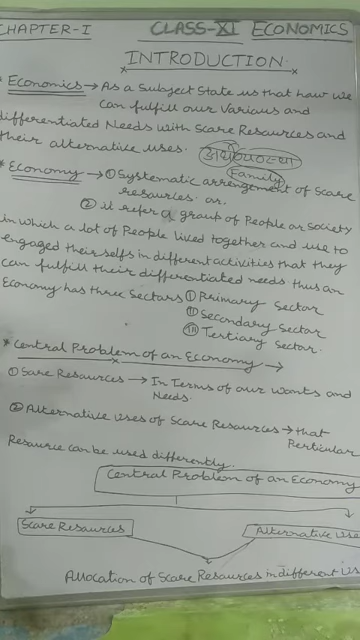 CHAPTER-I CLASS-XI ECONOMICS
INTRODUCTION
* Economics → As a Subject State us that how we
can fulfill our Various and
differentiated Needs with Scare Resources and
their alternative uses.
Family
* Economy → ① Systematic arrangement of Scare
resources. or.
② it refer a group of People or Society
in which a lot of People lived together and use to
engaged their selfs in different activities that they
can fulfill their differentiated needs thus an
Economy has three Sectors ① Primary Sector
② Secondary Sector
③ Tertiary Sector.
* Central Problem of an Economy →
① Sare Resources → In Terms of our Wants and
Needs.
② Alternative Uses of Scare Resources → that
Perticular
Resource can be used differently.
Central Problem of an Economy
Scare Resources Alternative Use
Allocation of Scare Resources in different Us